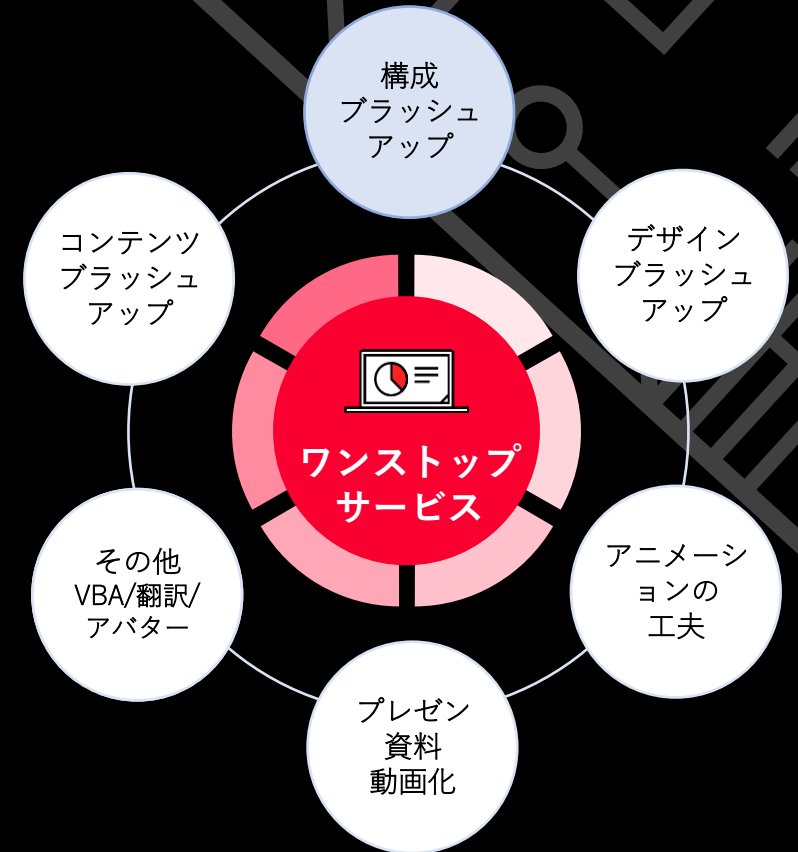 構成
ブラッシュ
アップ
デザイン
ブラッシュ
アップ
アニメーシ
ョンの
工夫
プレゼン
資料
動画化
その他
VBA/翻訳/
アバター
コンテンツ
ブラッシュ
アップ
ワンストップ
サービス